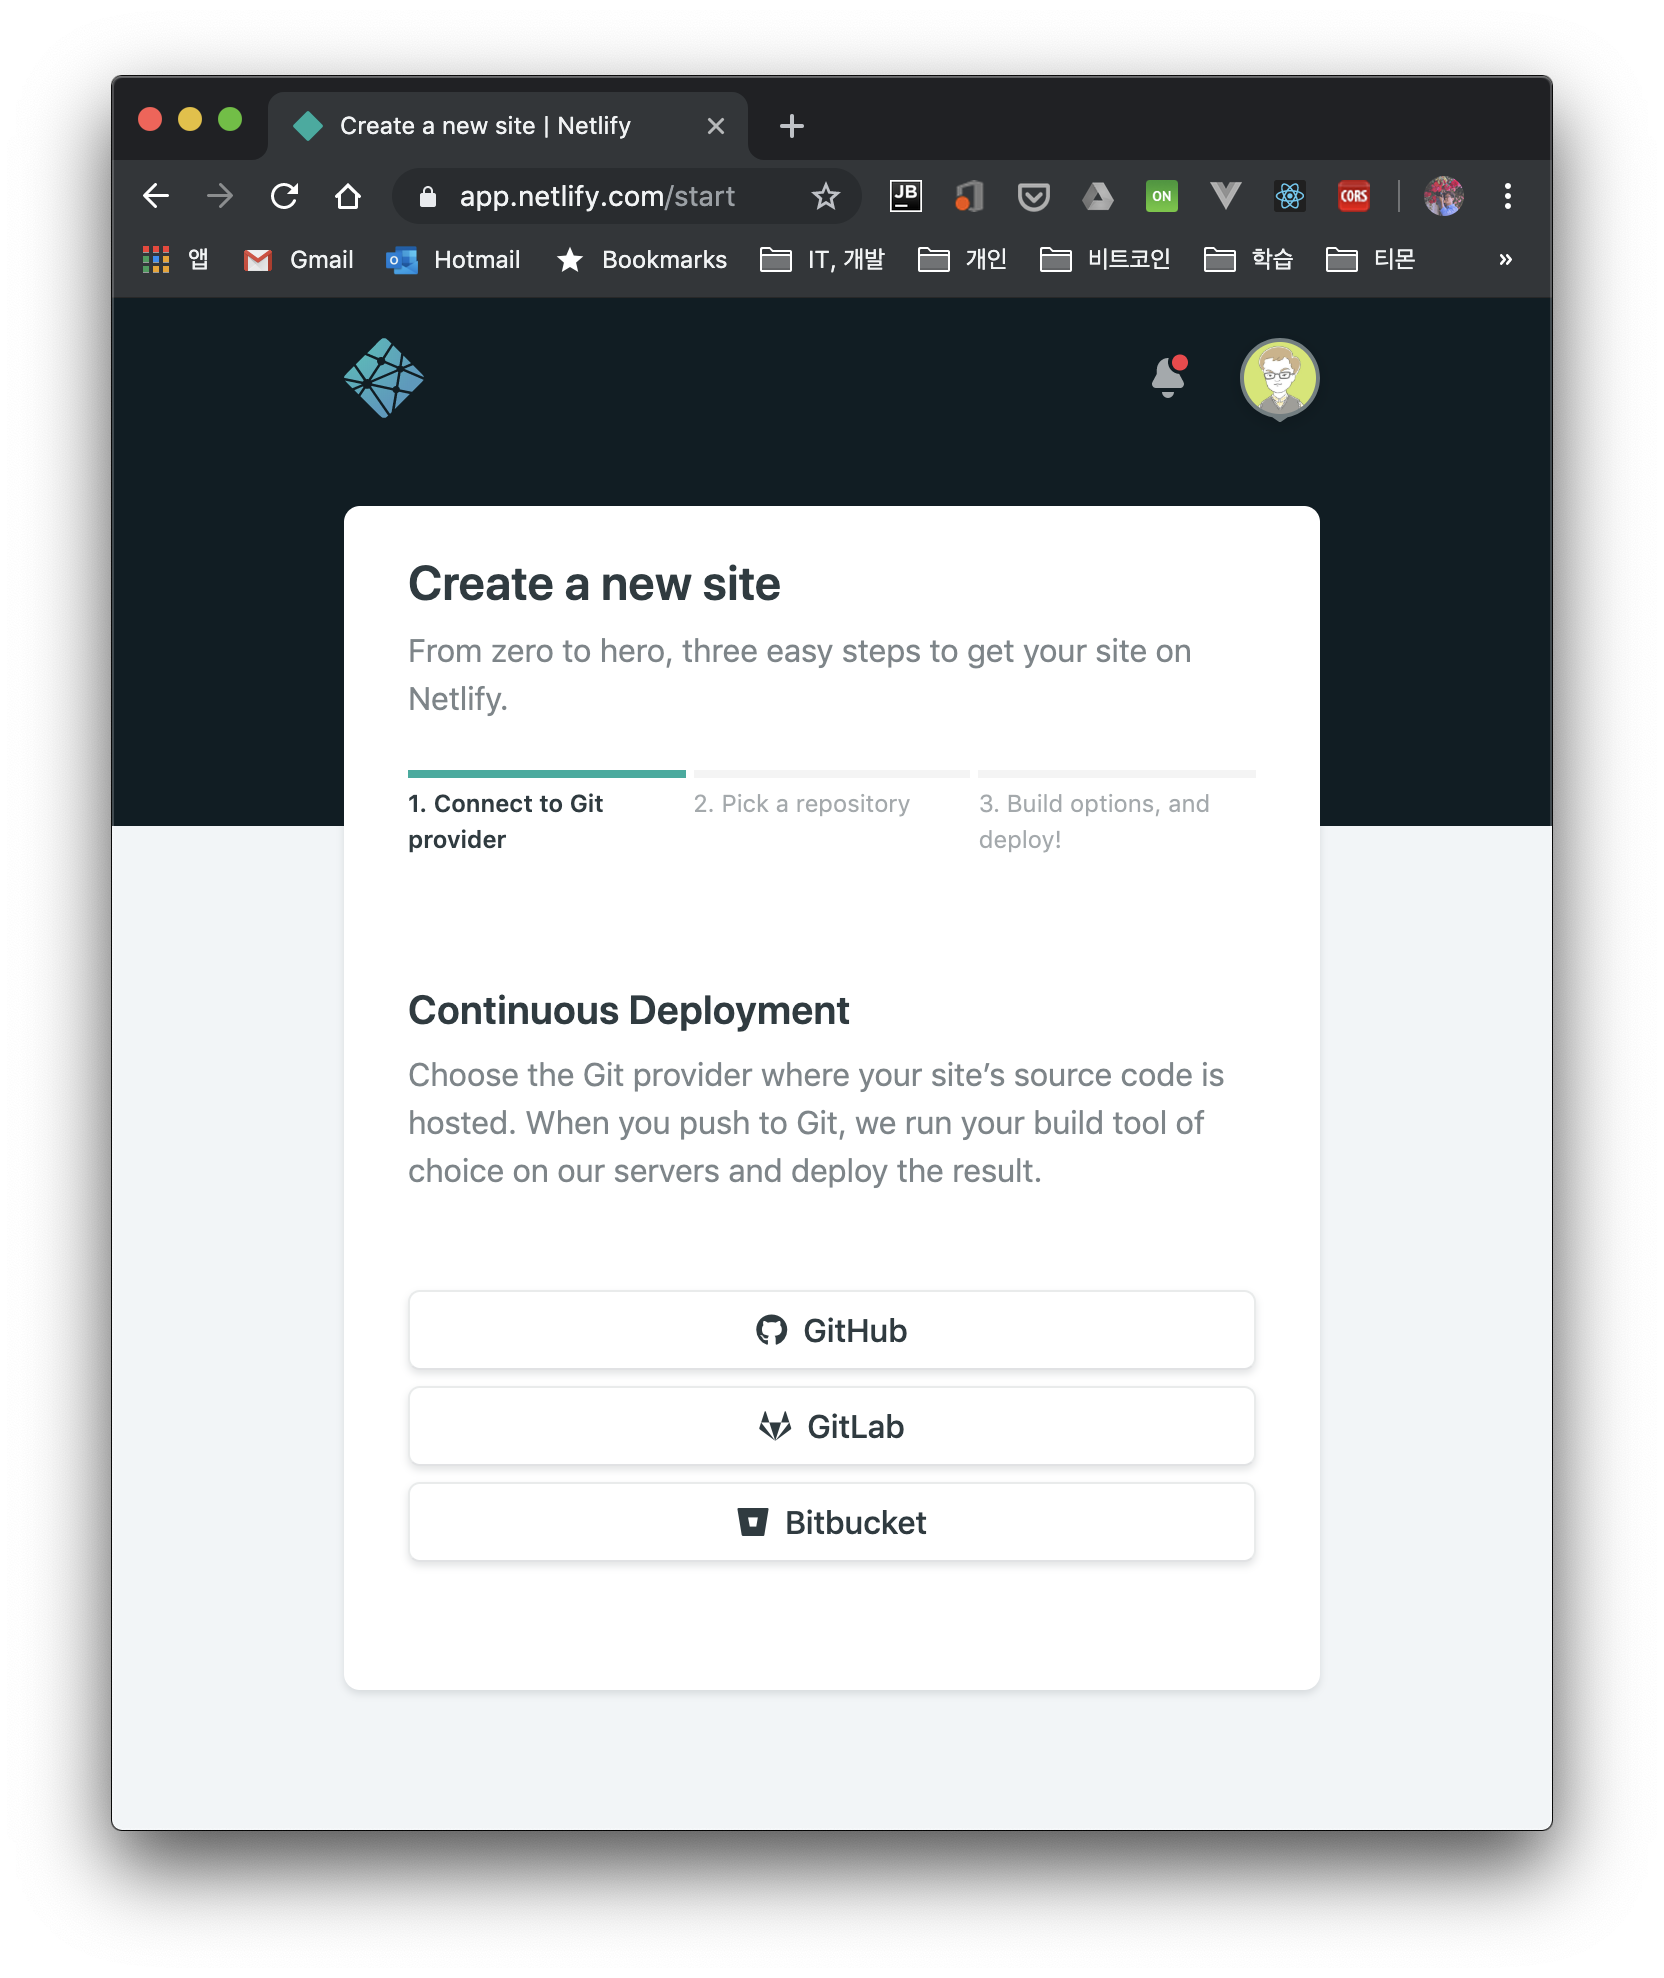 Create a new site | Netlify
app.netlify.com/start
JB
ON
CORS
앱
Gmail
Hotmail
Bookmarks
IT, 개발
개인
비트코인
학습
티몬
»
Create a new site
From zero to hero, three easy steps to get your site on
Netlify.
1. Connect to Git
provider
2. Pick a repository
3. Build options, and
deploy!
Continuous Deployment
Choose the Git provider where your site’s source code is
hosted. When you push to Git, we run your build tool of
choice on our servers and deploy the result.
GitHub
GitLab
Bitbucket